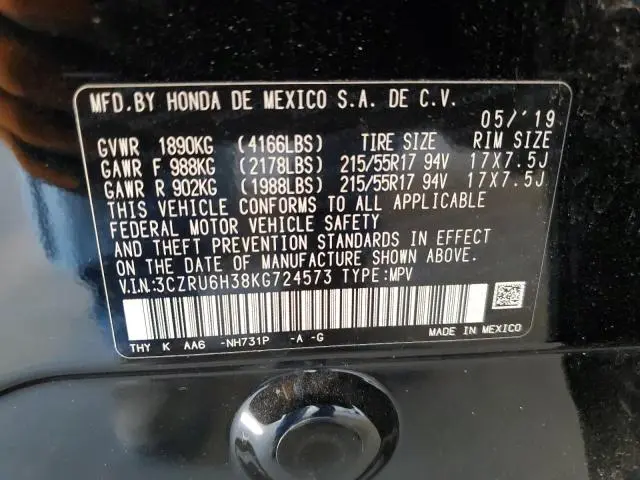 MFD.BY HONDA DE MEXICO S.A. DE C.V.
05/'19
GVWR 1890KG (4166LBS) TIRE SIZE RIM SIZE
GAWR F 988KG (2178LBS) 215/55R17 94V 17X7.5J
GAWR R 902KG (1988LBS) 215/55R17 94V 17X7.5J
THIS VEHICLE CONFORMS TO ALL APPLICABLE
FEDERAL MOTOR VEHICLE SAFETY
AND THEFT PREVENTION STANDARDS IN EFFECT
ON THE DATE OF MANUFACTURE SHOWN ABOVE.
V.IN:3CZRU6H38KG724573 TYPE:MPV
THY K AA6 -NH731P -A -G MADE IN MEXICO